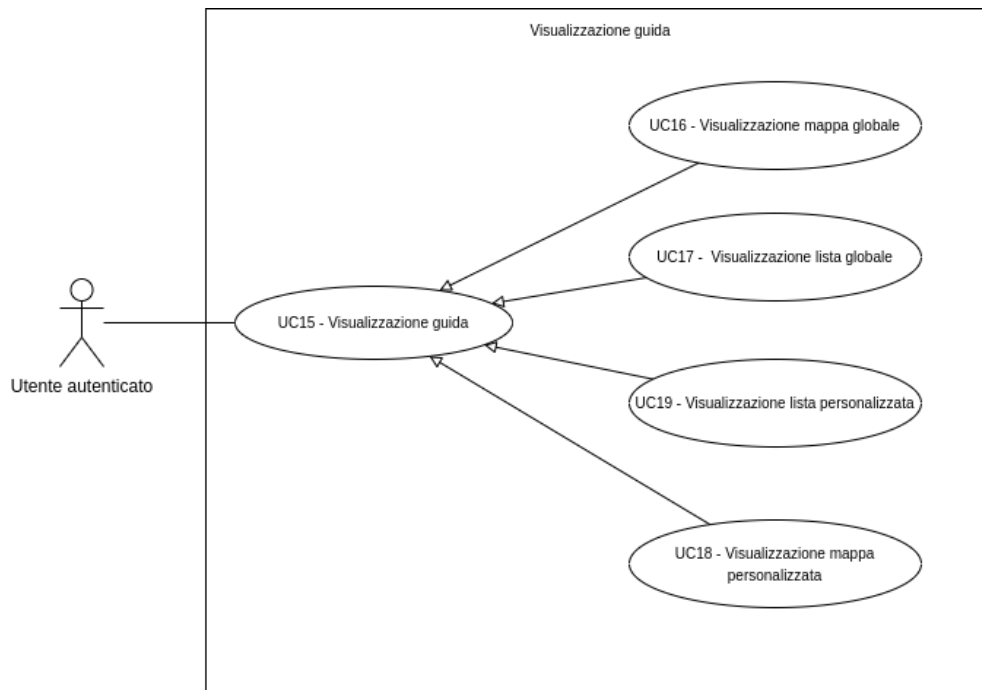 Visualizzazione guida
UC16 - Visualizzazione mappa globale
UC17 - Visualizzazione lista globale
UC15 - Visualizzazione guida
Utente autenticato
UC19 - Visualizzazione lista personalizzata
UC18 - Visualizzazione mappa
personalizzata